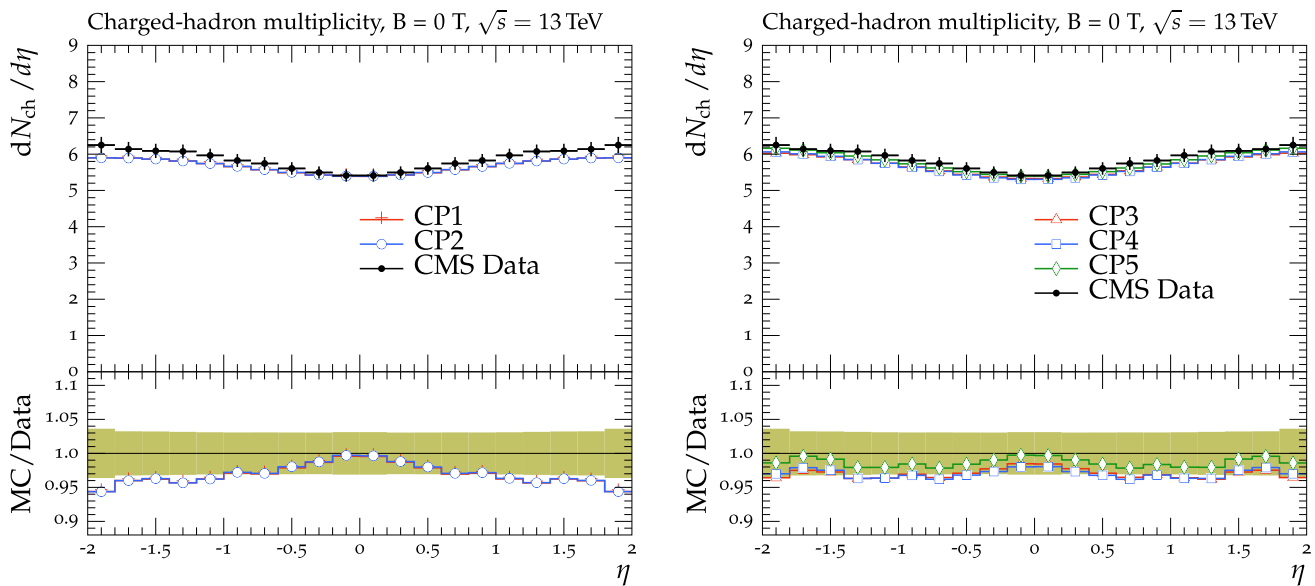 Charged-hadron multiplicity, B = 0 T, √s = 13 TeV
dN_ch/dη
9
8
7
6
5
4
3
2
1
0
CP1
CP2
CMS Data
MC/Data
1.1
1.05
1.0
0.95
0.9
-2 -1.5 -1 -0.5 0 0.5 1 1.5 2
η
Charged-hadron multiplicity, B = 0 T, √s = 13 TeV
dN_ch/dη
9
8
7
6
5
4
3
2
1
0
CP3
CP4
CP5
CMS Data
MC/Data
1.1
1.05
1.0
0.95
0.9
-2 -1.5 -1 -0.5 0 0.5 1 1.5 2
η